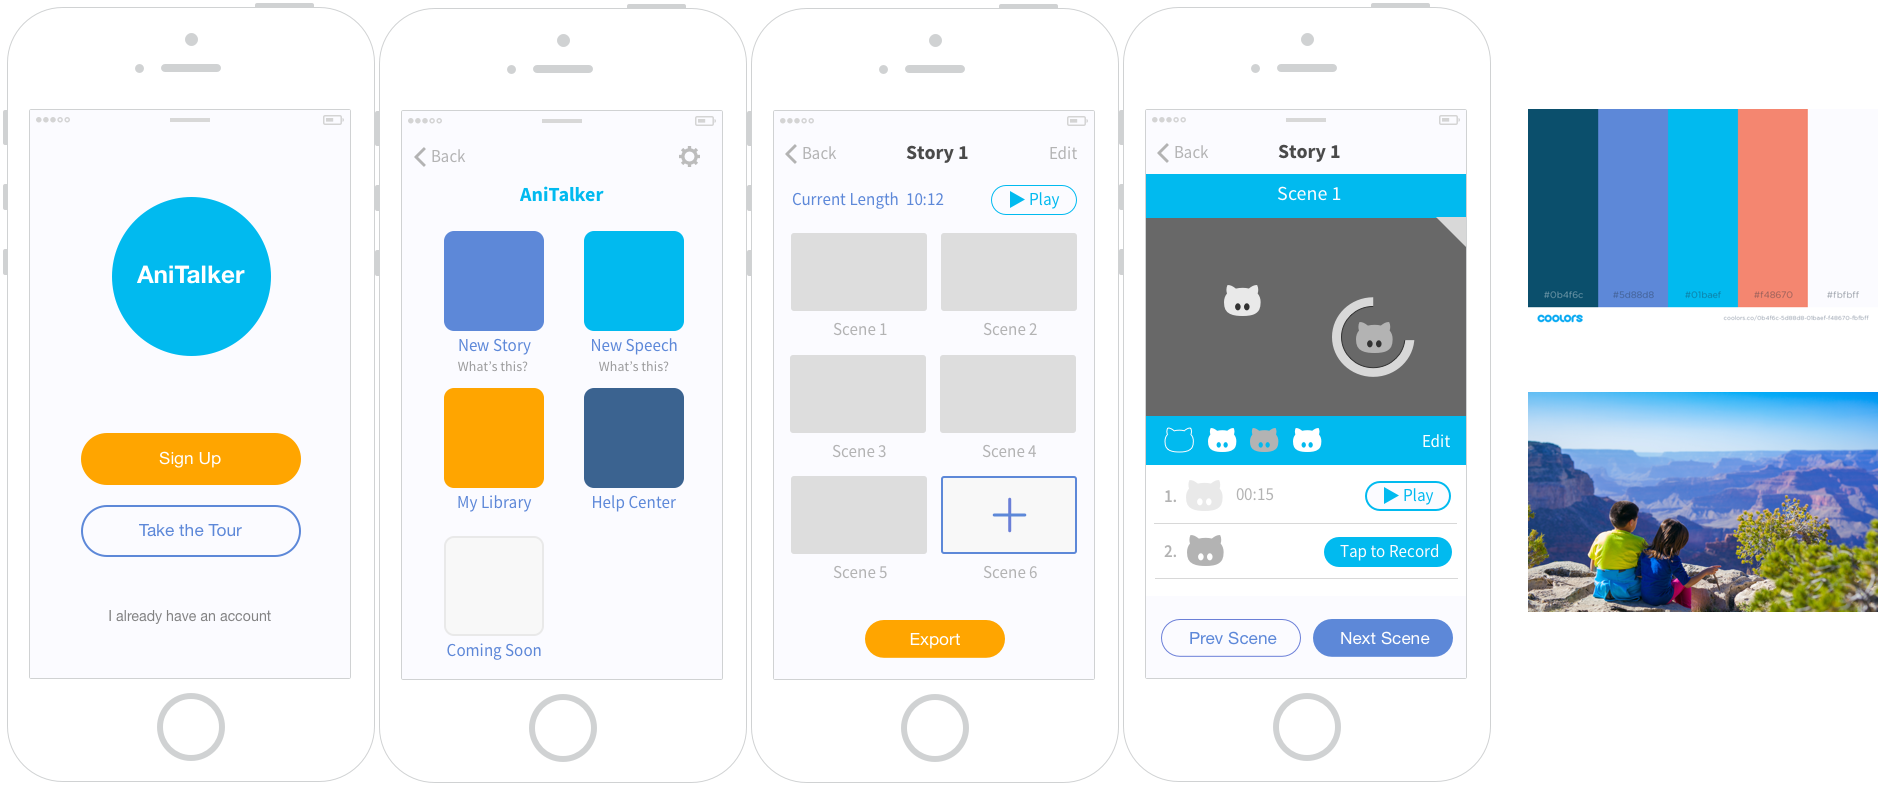 AniTalker
Sign Up
Take the Tour
I already have an account
Back
AniTalker
New Story
What's this?
New Speech
What's this?
My Library
Help Center
Coming Soon
Back
Story 1
Edit
Current Length 10:12
Play
Scene 1
Scene 2
Scene 3
Scene 4
Scene 5
Scene 6
Export
Back
Story 1
Scene 1
Edit
1.
00:15
Play
2.
Tap to Record
Prev Scene
Next Scene
#0b4f6c
#5d88d8
#01baef
#f48670
#fbfbff
coolors
coolors.co/0b4f6c-5d88d8-01baef-f48670-fbfbff